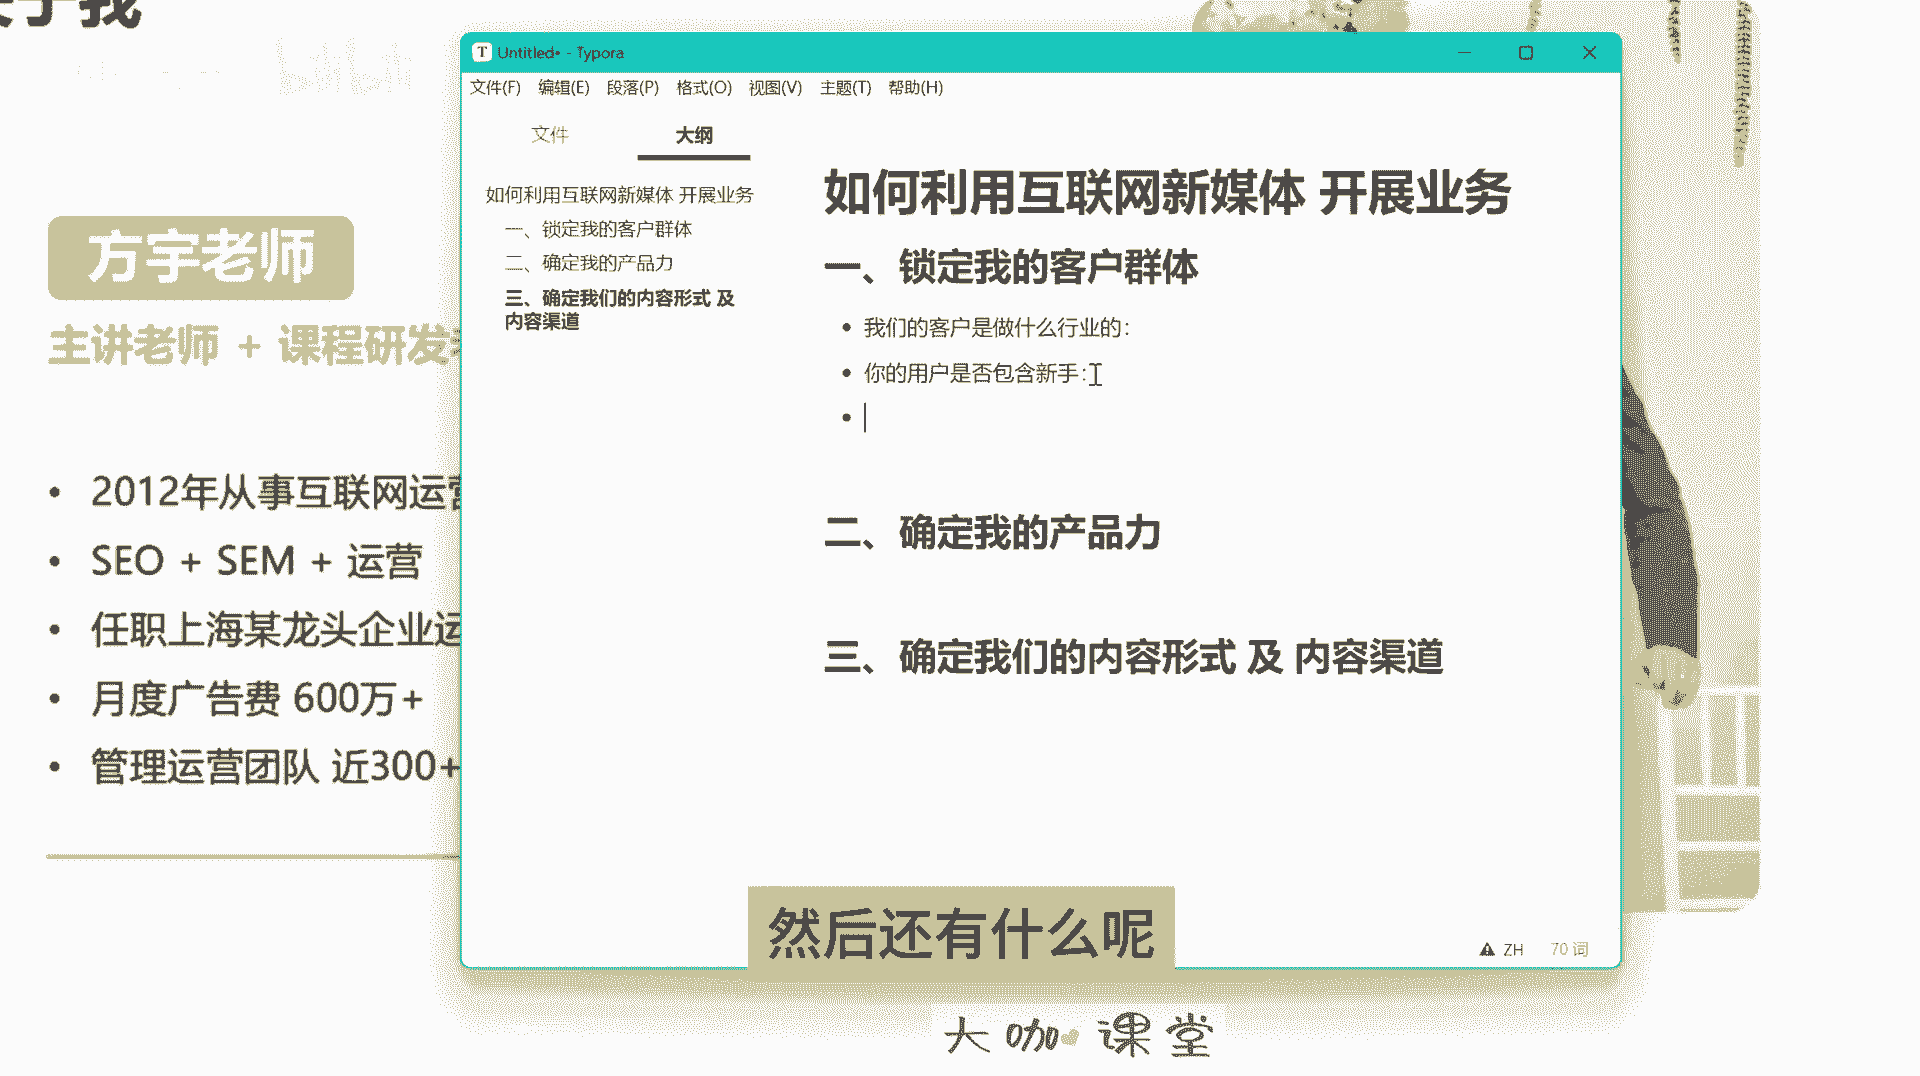 关于我
bilibili
方宇老师
主讲老师 + 课程研发
2012年从事互联网运营
SEO + SEM + 运营
任职上海某龙头企业运
月度广告费 600万+
管理运营团队 近300+
T Untitled• - Typora
文件(F) 编辑(E) 段落(P) 格式(O) 视图(V) 主题(T) 帮助(H)
文件 大纲
如何利用互联网新媒体 开展业务
一、锁定我的客户群体
二、确定我的产品力
三、确定我们的内容形式 及
内容渠道
如何利用互联网新媒体 开展业务
一、锁定我的客户群体
我们的客户是做什么行业的：
你的用户是否包含新手：
二、确定我的产品力
三、确定我们的内容形式 及 内容渠道
ZH 70 词
然后还有什么呢
大咖课堂